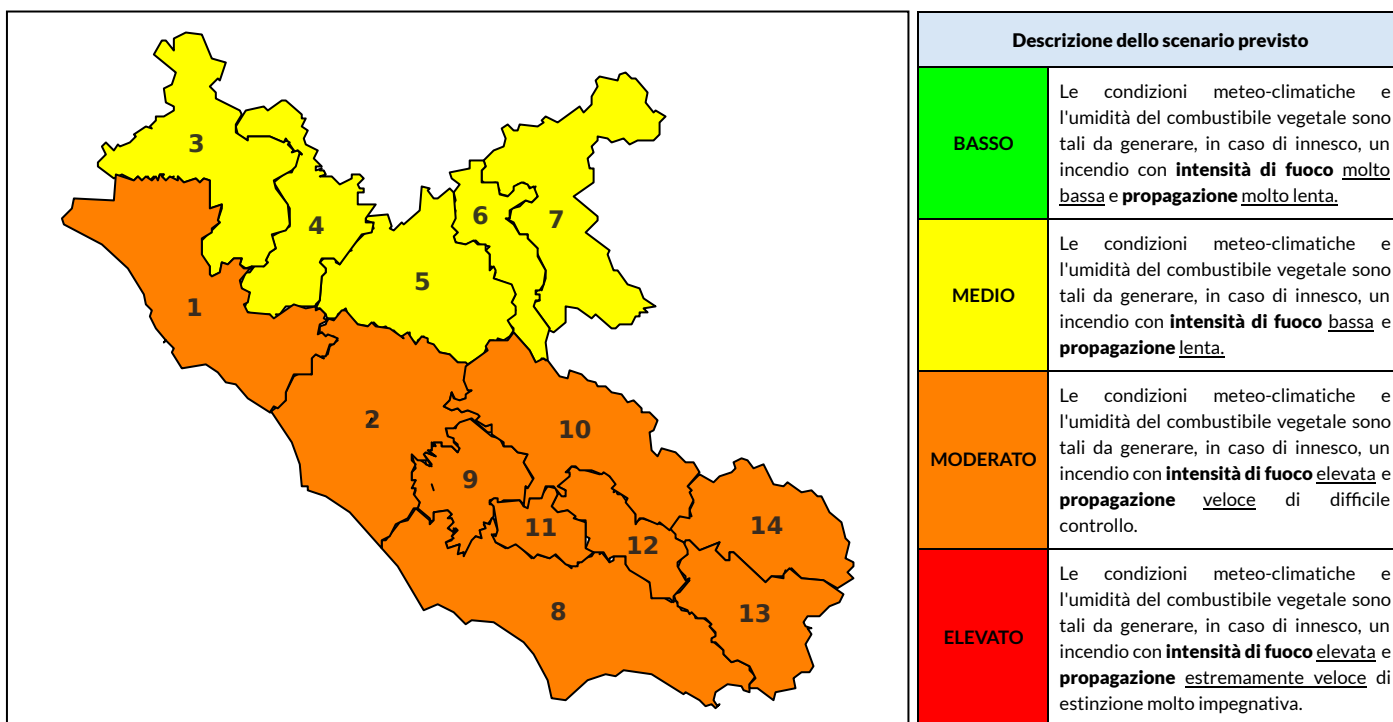 3
4
6
7
5
1
2
10
9
11
12
14
8
13
Descrizione dello scenario previsto
BASSO
Le condizioni meteo-climatiche e
l'umidità del combustibile vegetale sono
tali da generare, in caso di innesco, un
incendio con intensità di fuoco molto
bassa e propagazione molto lenta.
MEDIO
Le condizioni meteo-climatiche e
l'umidità del combustibile vegetale sono
tali da generare, in caso di innesco, un
incendio con intensità di fuoco bassa e
propagazione lenta.
MODERATO
Le condizioni meteo-climatiche e
l'umidità del combustibile vegetale sono
tali da generare, in caso di innesco, un
incendio con intensità di fuoco elevata e
propagazione veloce di difficile
controllo.
ELEVATO
Le condizioni meteo-climatiche e
l'umidità del combustibile vegetale sono
tali da generare, in caso di innesco, un
incendio con intensità di fuoco elevata e
propagazione estremamente veloce di
estinzione molto impegnativa.